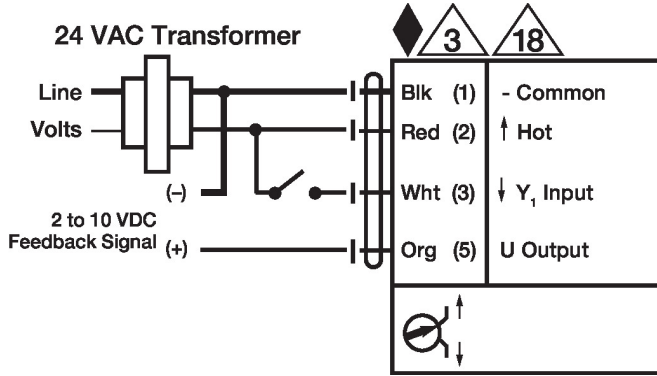 24 VAC Transformer
3
18
Line
Volts
Blk (1) - Common
Red (2) ↑ Hot
(–)
Wht (3) ↓ Y1 Input
2 to 10 VDC
Feedback Signal (+)
Org (5) U Output